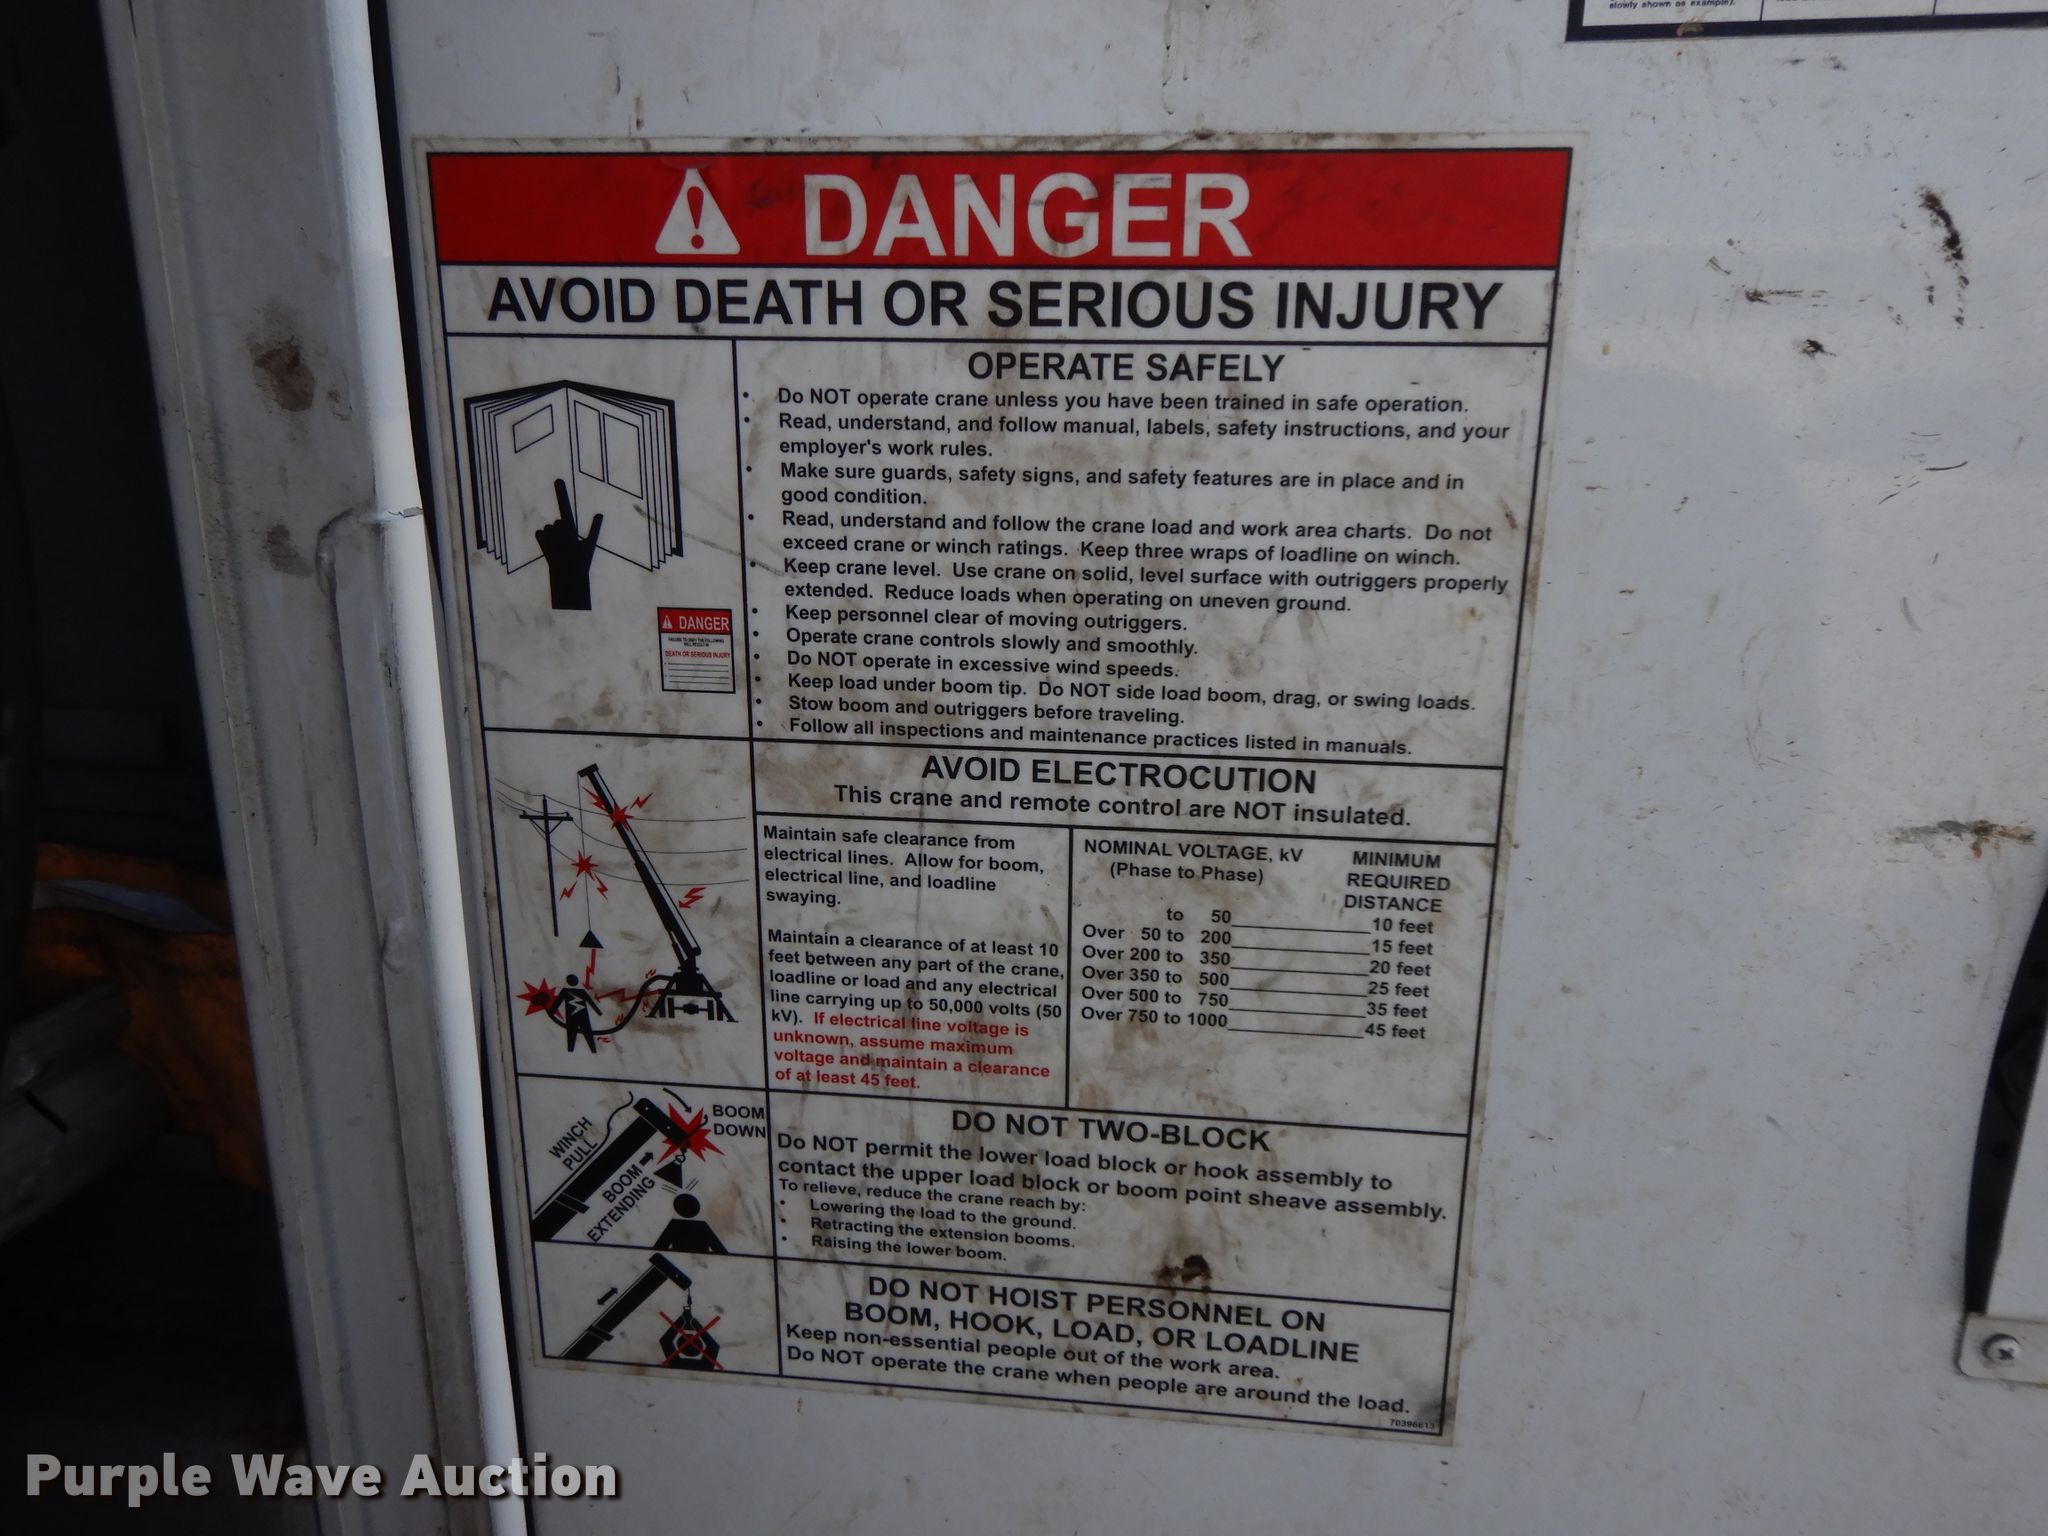 slowly shown as example).
DANGER
AVOID DEATH OR SERIOUS INJURY
OPERATE SAFELY
• Do NOT operate crane unless you have been trained in safe operation.
• Read, understand, and follow manual, labels, safety instructions, and your
employer's work rules.
• Make sure guards, safety signs, and safety features are in place and in
good condition.
• Read, understand and follow the crane load and work area charts. Do not
exceed crane or winch ratings. Keep three wraps of loadline on winch.
• Keep crane level. Use crane on solid, level surface with outriggers properly
extended. Reduce loads when operating on uneven ground.
• Keep personnel clear of moving outriggers.
• Operate crane controls slowly and smoothly.
• Do NOT operate in excessive wind speeds.
• Keep load under boom tip. Do NOT side load boom, drag, or swing loads.
• Stow boom and outriggers before traveling.
• Follow all inspections and maintenance practices listed in manuals.
DANGER
FAILURE TO OBEY THE FOLLOWING
WILL RESULT IN
DEATH OR SERIOUS INJURY
AVOID ELECTROCUTION
This crane and remote control are NOT insulated.
Maintain safe clearance from
electrical lines. Allow for boom,
electrical line, and loadline
swaying.
Maintain a clearance of at least 10
feet between any part of the crane,
loadline or load and any electrical
line carrying up to 50,000 volts (50
kV). If electrical line voltage is
unknown, assume maximum
voltage and maintain a clearance
of at least 45 feet.
NOMINAL VOLTAGE, kV
(Phase to Phase)
MINIMUM
REQUIRED
DISTANCE
to 50 10 feet
Over 50 to 200 15 feet
Over 200 to 350 20 feet
Over 350 to 500 25 feet
Over 500 to 750 35 feet
Over 750 to 1000 45 feet
WINCH
PULL
BOOM
DOWN
BOOM
EXTENDING
DO NOT TWO-BLOCK
Do NOT permit the lower load block or hook assembly to
contact the upper load block or boom point sheave assembly.
To relieve, reduce the crane reach by:
• Lowering the load to the ground.
• Retracting the extension booms.
• Raising the lower boom.
DO NOT HOIST PERSONNEL ON
BOOM, HOOK, LOAD, OR LOADLINE
Keep non-essential people out of the work area.
Do NOT operate the crane when people are around the load.
70396613
Purple Wave Auction